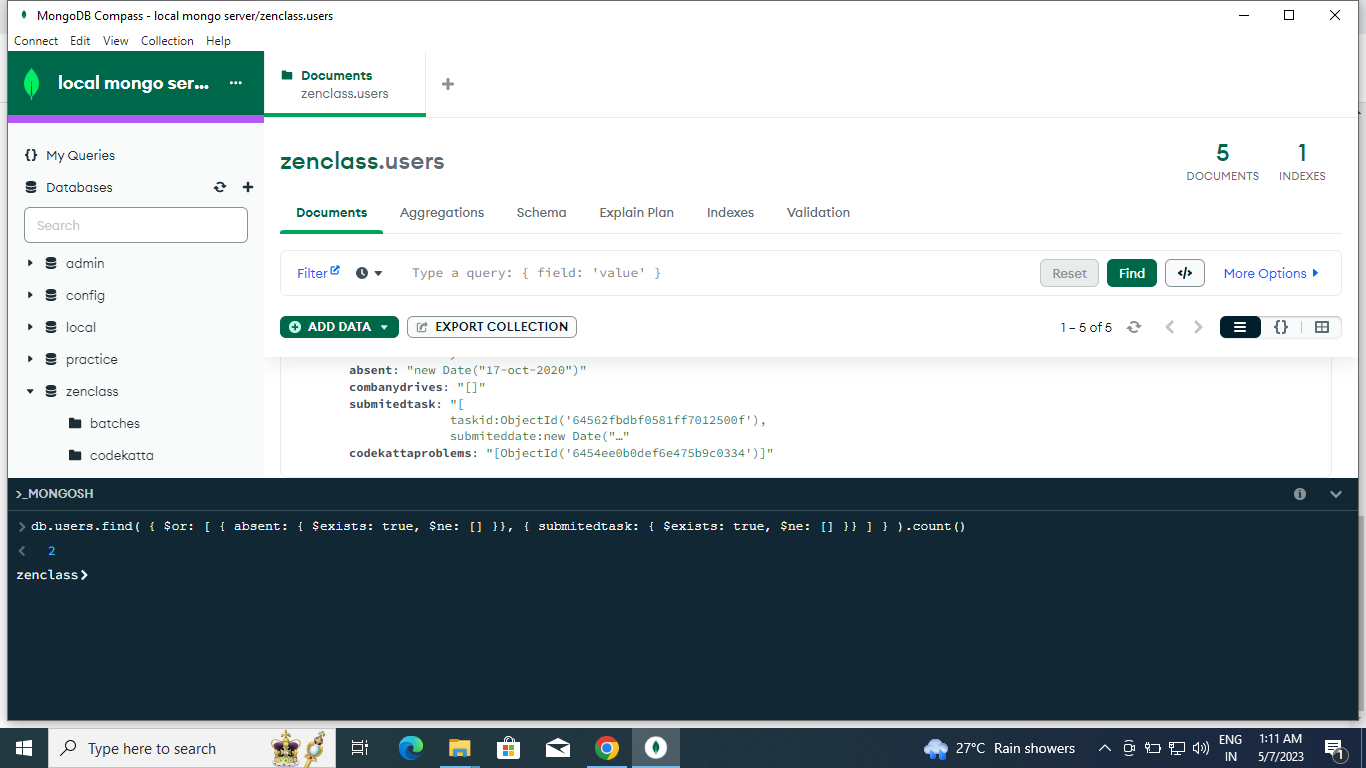 MongoDB Compass - local mongo server/zenclass.users
Connect Edit View Collection Help
local mongo ser... ...
Documents
zenclass.users
{} My Queries
Databases
Search
admin
config
local
practice
zenclass
batches
codekatta
zenclass.users
5
DOCUMENTS
1
INDEXES
Documents Aggregations Schema Explain Plan Indexes Validation
Filter Type a query: { field: 'value' } Reset Find </> More Options
ADD DATA EXPORT COLLECTION 1 – 5 of 5 {}
absent: "new Date("17-oct-2020")"
combanydrives: "[]"
submitedtask: "[
taskid:ObjectId('64562fbdbf0581ff7012500f'),
submiteddate:new Date("…"
codekattaproblems: "[ObjectId('6454ee0b0def6e475b9c0334')]"
>_MONGOSH
> db.users.find( { $or: [ { absent: { $exists: true, $ne: [] }}, { submitedtask: { $exists: true, $ne: [] }} ] } ).count()
< 2
zenclass>
Type here to search
27°C Rain showers
ENG
IN
1:11 AM
5/7/2023
1